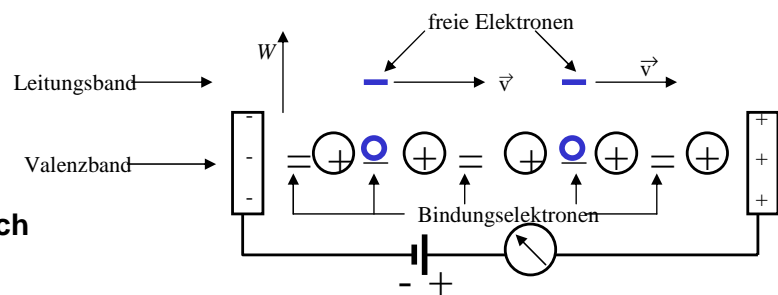 freie Elektronen
W
Leitungsband
v
v
- - + +
Valenzband
- + + + + + +
- +
Bindungselektronen
ch
- +